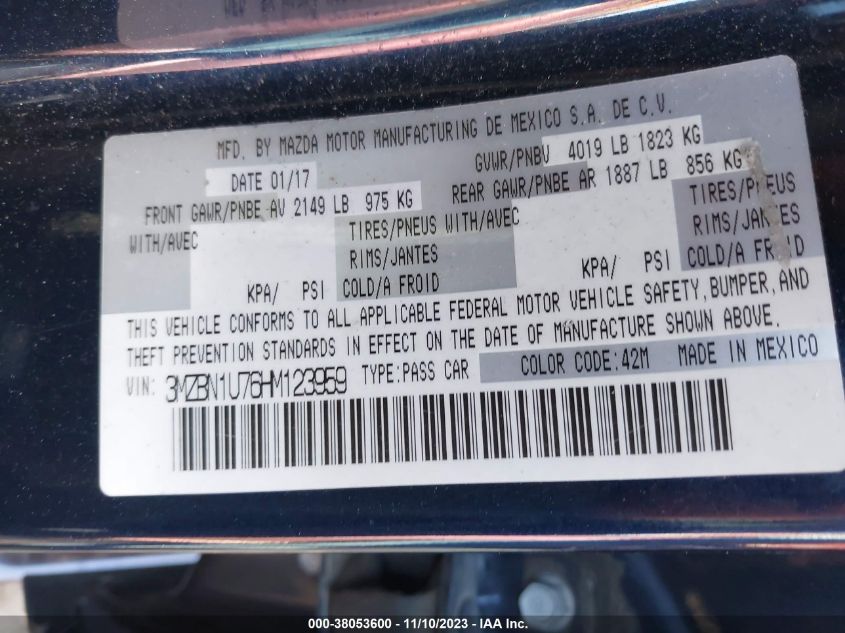 MFD. BY MAZDA MOTOR MANUFACTURING DE MEXICO S.A. DE C.V.
DATE 01/17 GVWR/PNBV 4019 LB 1823 KG
FRONT GAWR/PNBE AV 2149 LB 975 KG REAR GAWR/PNBE AR 1887 LB 856 KG
WITH/AVEC TIRES/PNEUS WITH/AVEC TIRES/PNEUS
RIMS/JANTES RIMS/JANTES
KPA/ PSI COLD/A FROID KPA/ PSI COLD/A FROID
THIS VEHICLE CONFORMS TO ALL APPLICABLE FEDERAL MOTOR VEHICLE SAFETY, BUMPER, AND
THEFT PREVENTION STANDARDS IN EFFECT ON THE DATE OF MANUFACTURE SHOWN ABOVE.
VIN: 3MZBN1U76HM123959 TYPE:PASS CAR COLOR CODE:42M MADE IN MEXICO
000-38053600 - 11/10/2023 - IAA Inc.